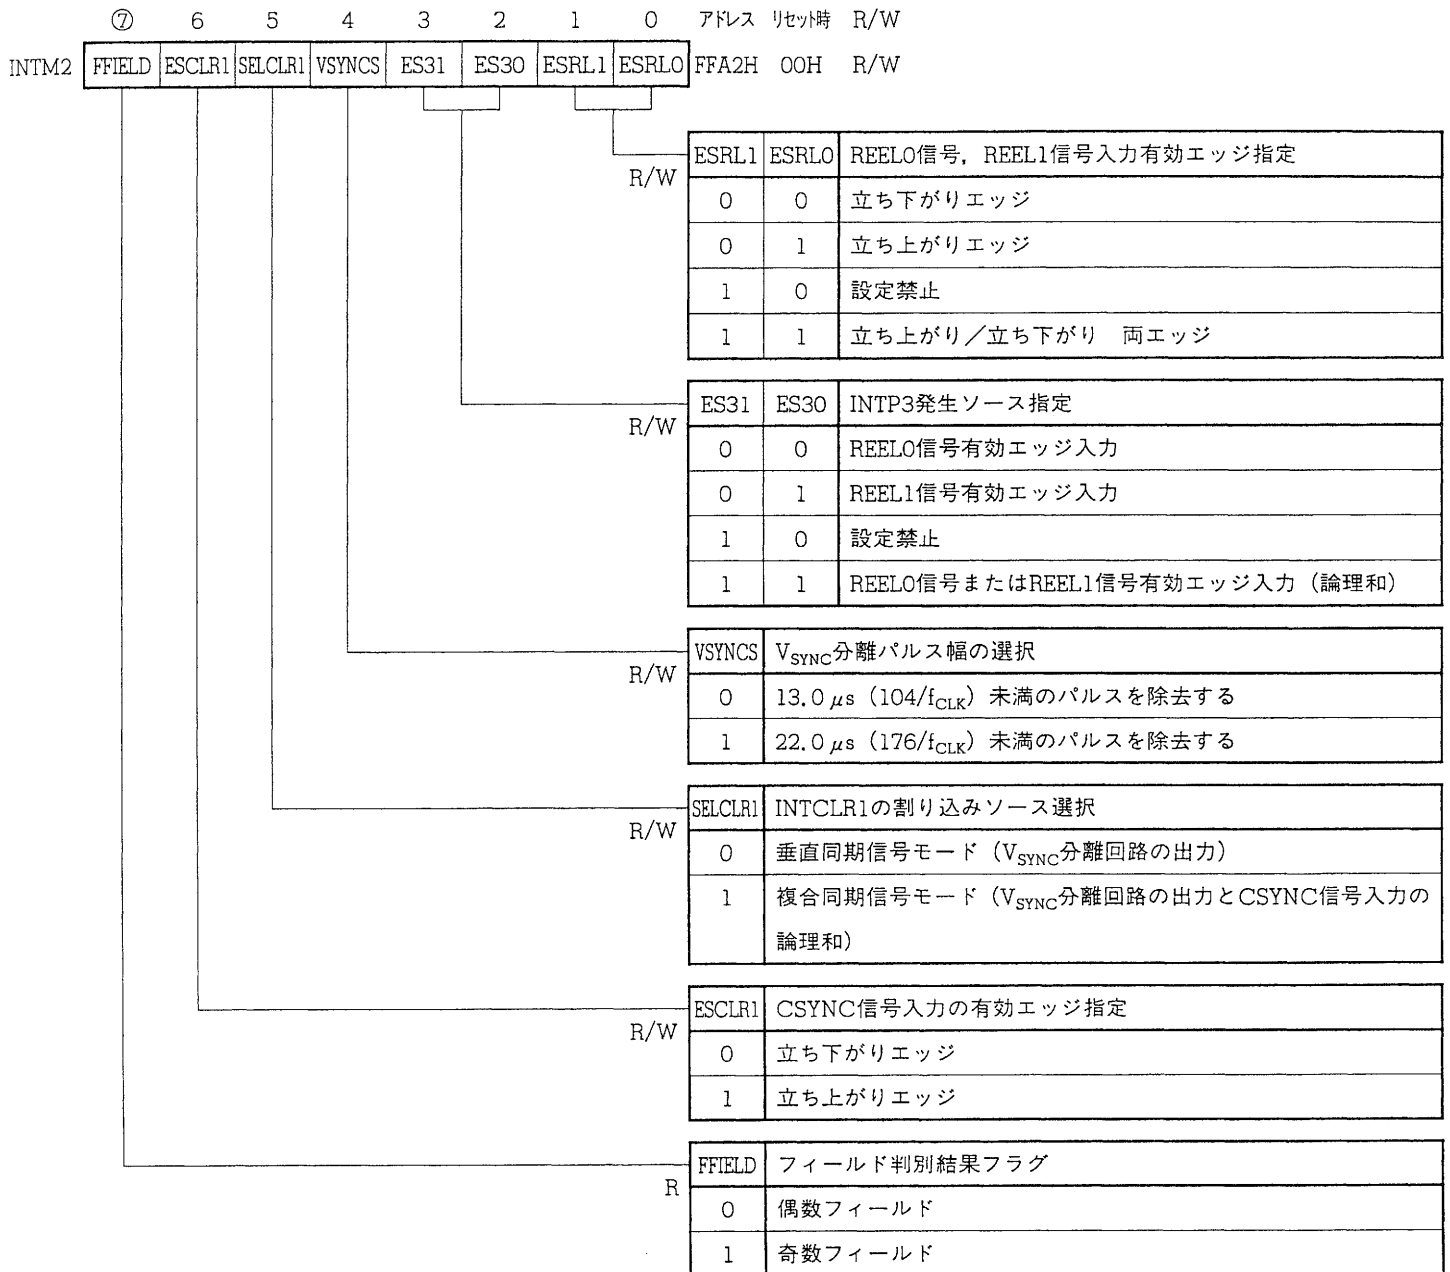 ⑦ 6 5 4 3 2 1 0 アドレス リセット時 R/W
INTM2 FFIELD ESCLR1 SELCLR1 VSYNCS ES31 ES30 ESRL1 ESRL0 FFA2H 00H R/W
ESRL1 ESRL0 REEL0信号，REEL1信号入力有効エッジ指定
R/W
0 0 立ち下がりエッジ
0 1 立ち上がりエッジ
1 0 設定禁止
1 1 立ち上がり／立ち下がり 両エッジ
ES31 ES30 INTP3発生ソース指定
R/W
0 0 REEL0信号有効エッジ入力
0 1 REEL1信号有効エッジ入力
1 0 設定禁止
1 1 REEL0信号またはREEL1信号有効エッジ入力（論理和）
VSYNCS VSYNC分離パルス幅の選択
R/W
0 13.0 μs（104/fCLK）未満のパルスを除去する
1 22.0 μs（176/fCLK）未満のパルスを除去する
SELCLR1 INTCLR1の割り込みソース選択
R/W
0 垂直同期信号モード（VSYNC分離回路の出力）
1 複合同期信号モード（VSYNC分離回路の出力とCSYNC信号入力の
論理和）
ESCLR1 CSYNC信号入力の有効エッジ指定
R/W
0 立ち下がりエッジ
1 立ち上がりエッジ
FFIELD フィールド判別結果フラグ
R
0 偶数フィールド
1 奇数フィールド